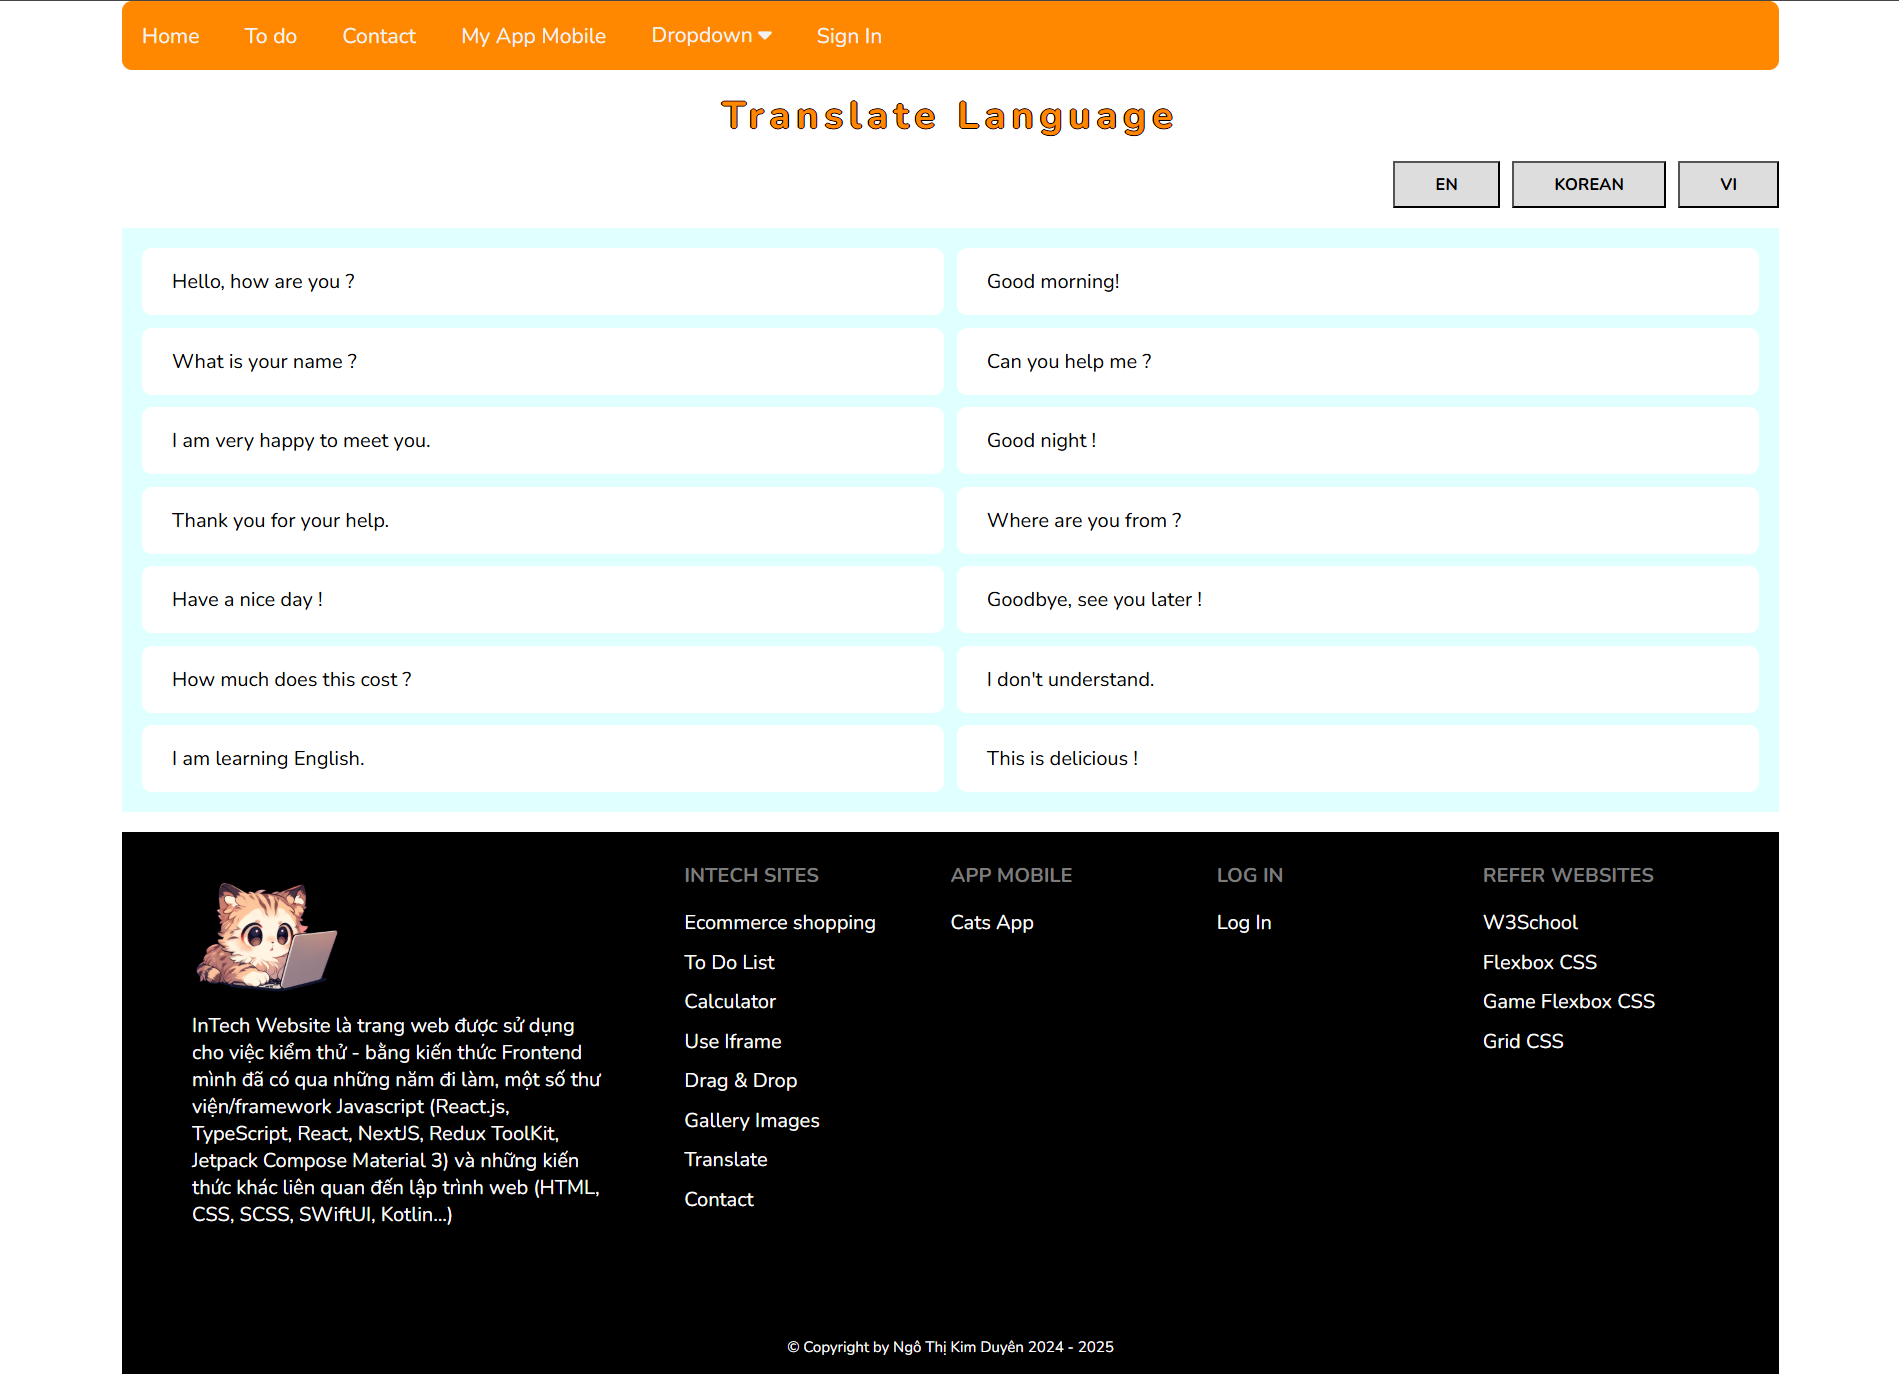 Home
To do
Contact
My App Mobile
Dropdown
Sign In
Translate Language
EN
KOREAN
VI
Hello, how are you ?
Good morning!
What is your name ?
Can you help me ?
I am very happy to meet you.
Good night !
Thank you for your help.
Where are you from ?
Have a nice day !
Goodbye, see you later !
How much does this cost ?
I don't understand.
I am learning English.
This is delicious !
InTech Website là trang web được sử dụng
cho việc kiểm thử - bằng kiến thức Frontend
mình đã có qua những năm đi làm, một số thư
viện/framework Javascript (React.js,
TypeScript, React, NextJS, Redux ToolKit,
Jetpack Compose Material 3) và những kiến
thức khác liên quan đến lập trình web (HTML,
CSS, SCSS, SWiftUI, Kotlin...)
INTECH SITES
Ecommerce shopping
To Do List
Calculator
Use Iframe
Drag & Drop
Gallery Images
Translate
Contact
APP MOBILE
Cats App
LOG IN
Log In
REFER WEBSITES
W3School
Flexbox CSS
Game Flexbox CSS
Grid CSS
© Copyright by Ngô Thị Kim Duyên 2024 - 2025